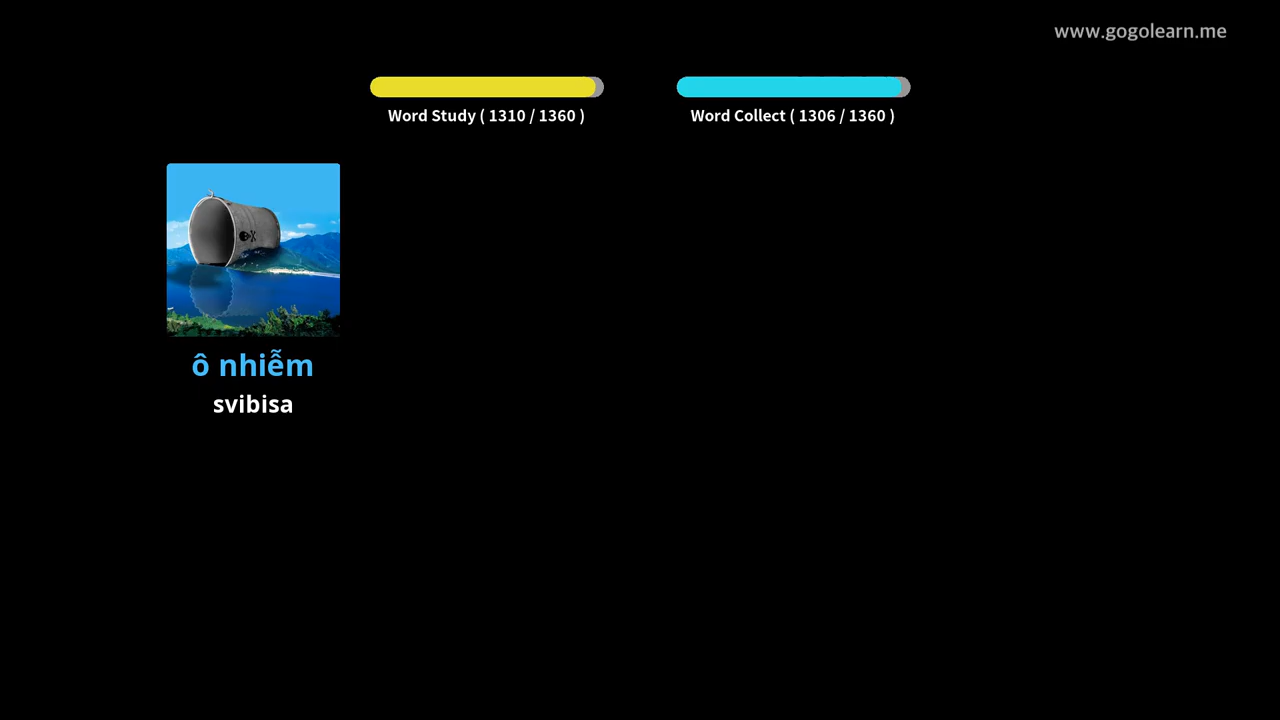 www.gogolearn.me
Word Study ( 1310 / 1360 )
Word Collect ( 1306 / 1360 )
ô nhiễm
svibisa